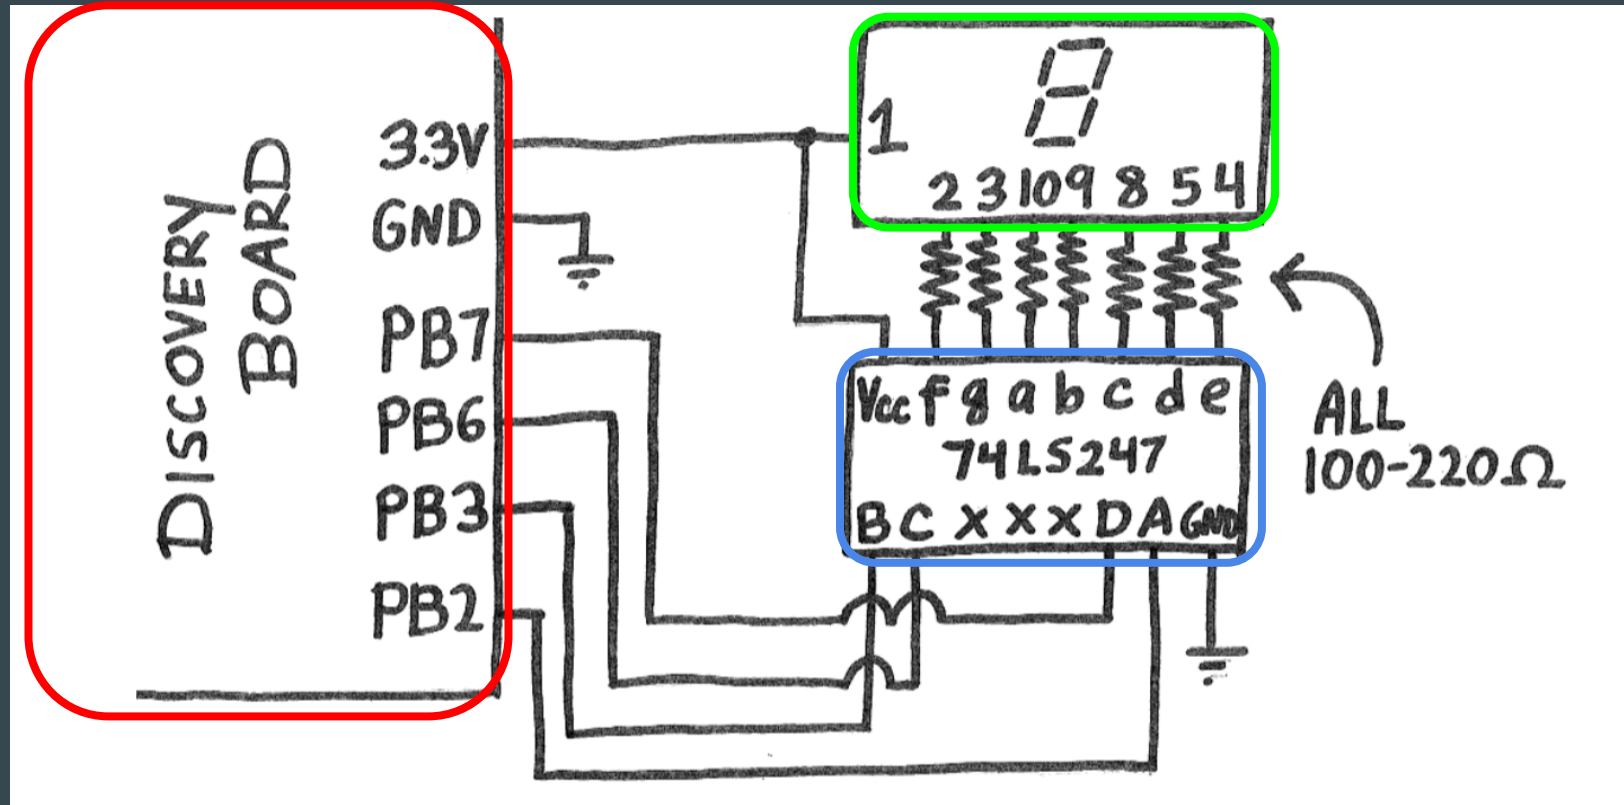 DISCOVERY
BOARD
3.3V
GND
PB7
PB6
PB3
PB2
1
2 3 10 9 8 5 4
Vcc f g a b c d e
74LS247
B C X X X D A GND
ALL
100-220Ω